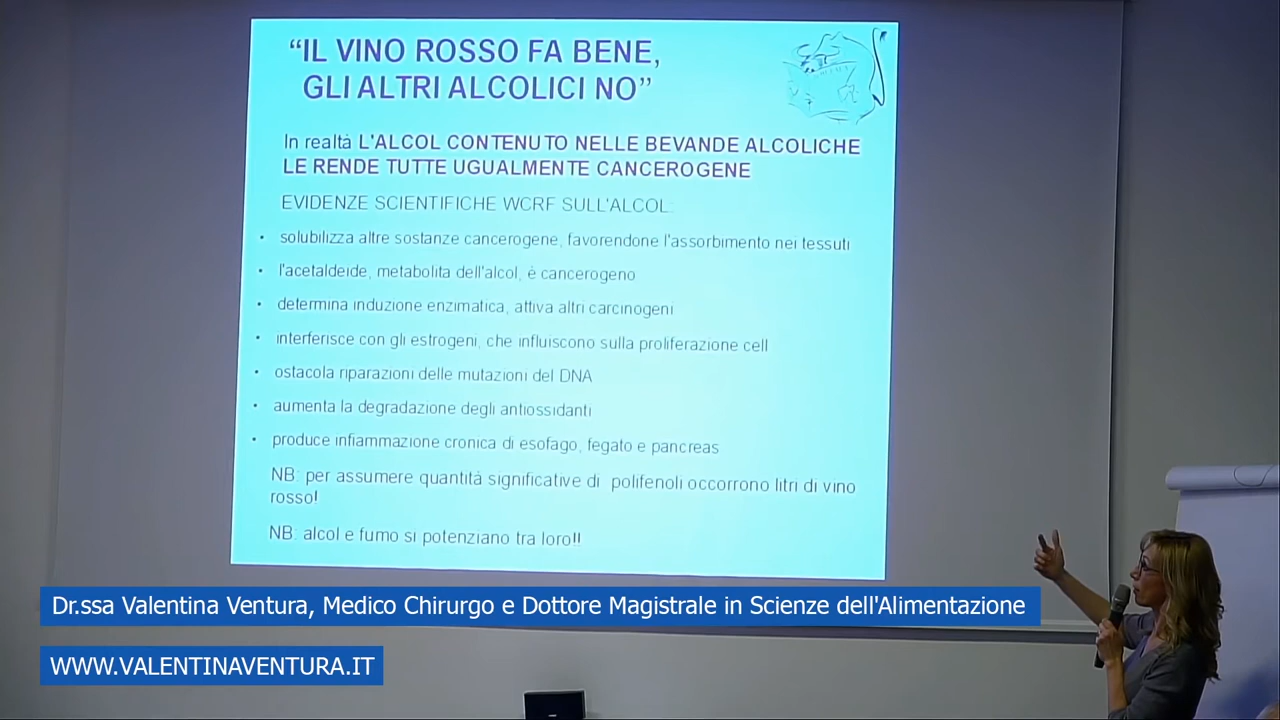 “IL VINO ROSSO FA BENE,
GLI ALTRI ALCOLICI NO”
In realtà L'ALCOL CONTENUTO NELLE BEVANDE ALCOLICHE
LE RENDE TUTTE UGUALMENTE CANCEROGENE
EVIDENZE SCIENTIFICHE WCRF SULL'ALCOL:
• solubilizza altre sostanze cancerogene, favorendone l'assorbimento nei tessuti
• l'acetaldeide, metabolita dell'alcol, è cancerogeno
• determina induzione enzimatica, attiva altri carcinogeni
• interferisce con gli estrogeni, che influiscono sulla proliferazione cell
• ostacola riparazioni delle mutazioni del DNA
• aumenta la degradazione degli antiossidanti
• produce infiammazione cronica di esofago, fegato e pancreas
NB: per assumere quantità significative di polifenoli occorrono litri di vino
rosso!
NB: alcol e fumo si potenziano tra loro!!
Dr.ssa Valentina Ventura, Medico Chirurgo e Dottore Magistrale in Scienze dell'Alimentazione
WWW.VALENTINAVENTURA.IT